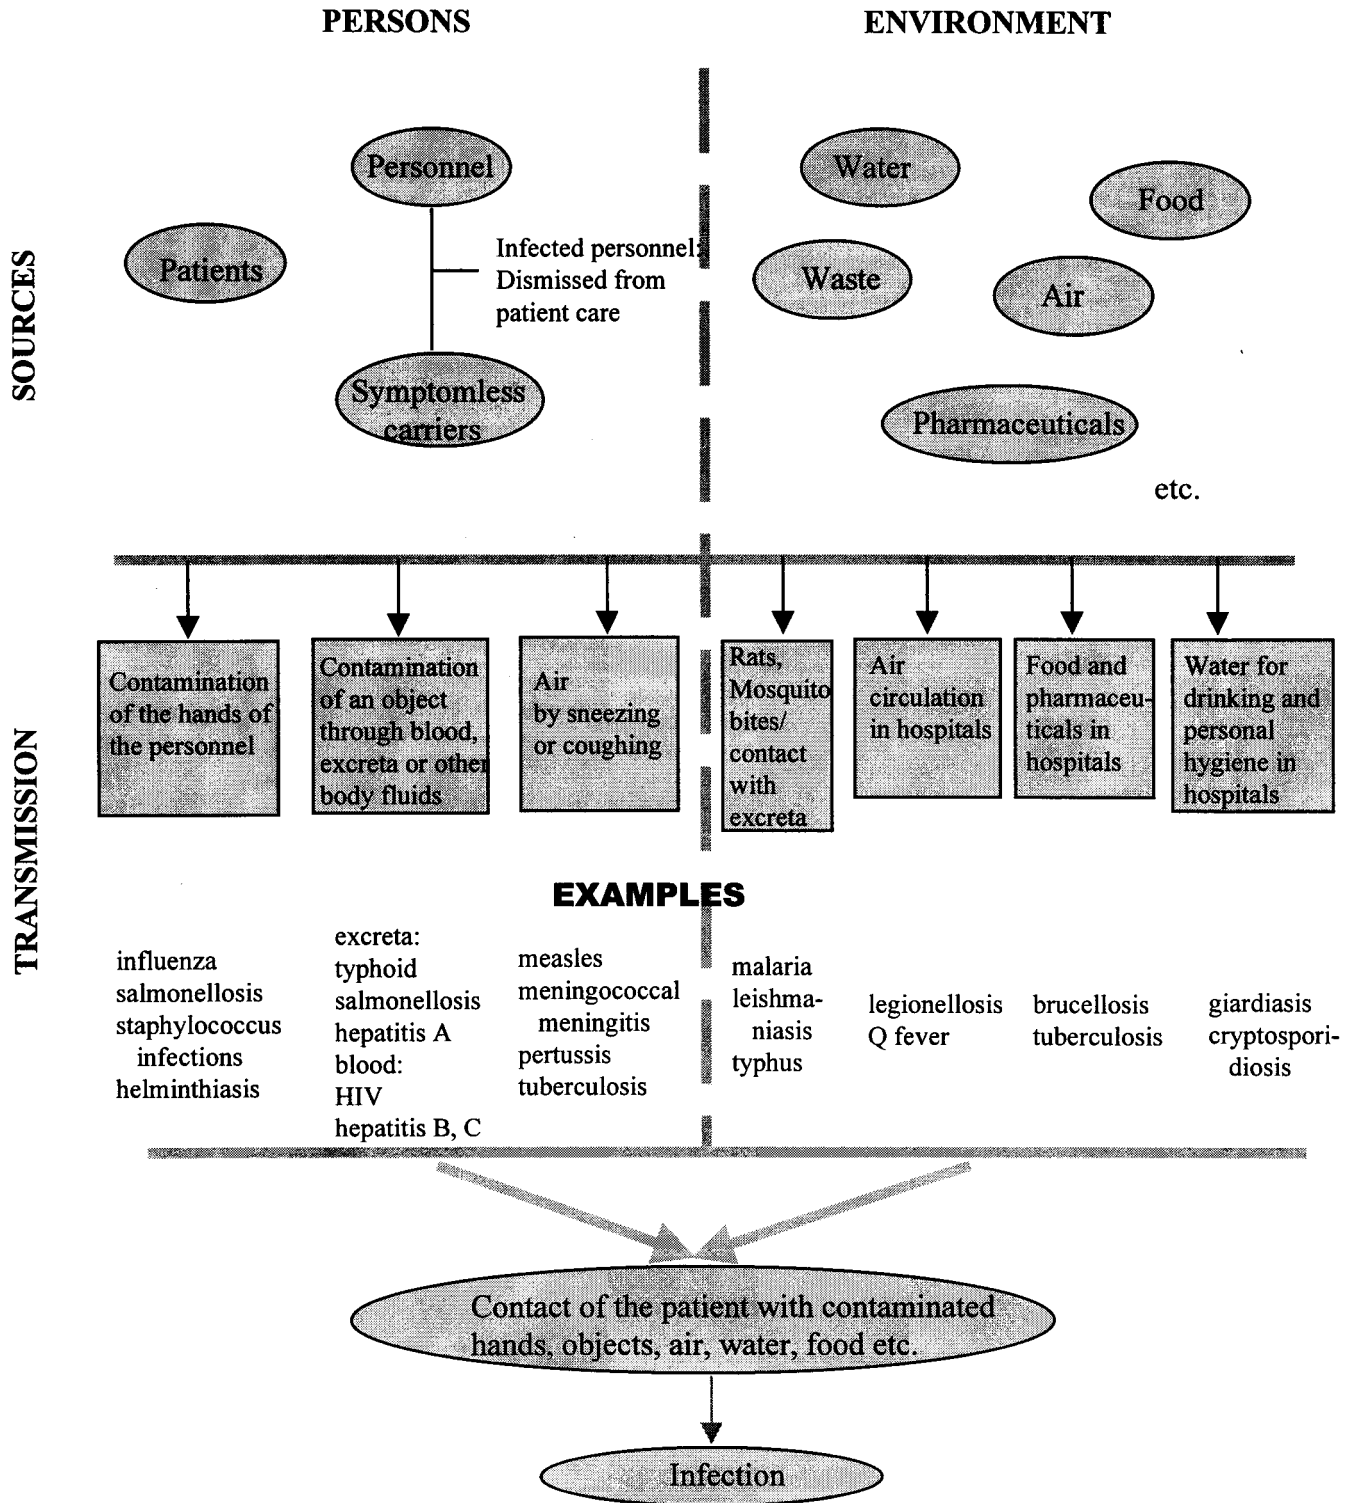 PERSONS
ENVIRONMENT
SOURCES
Personnel
Patients
Infected personnel:
Dismissed from
patient care
Symptomless
carriers
Water
Food
Waste
Air
Pharmaceuticals
etc.
TRANSMISSION
Contamination
of the hands of
the personnel
Contamination
of an object
through blood,
excreta or other
body fluids
Air
by sneezing
or coughing
Rats,
Mosquito
bites/
contact
with
excreta
Air
circulation
in hospitals
Food and
pharmaceu-
ticals in
hospitals
Water for
drinking and
personal
hygiene in
hospitals
EXAMPLES
influenza
salmonellosis
staphylococcus
infections
helminthiasis
excreta:
typhoid
salmonellosis
hepatitis A
blood:
HIV
hepatitis B, C
measles
meningococcal
meningitis
pertussis
tuberculosis
malaria
leishma-
niasis
typhus
legionellosis
Q fever
brucellosis
tuberculosis
giardiasis
cryptospori-
diosis
Contact of the patient with contaminated
hands, objects, air, water, food etc.
Infection